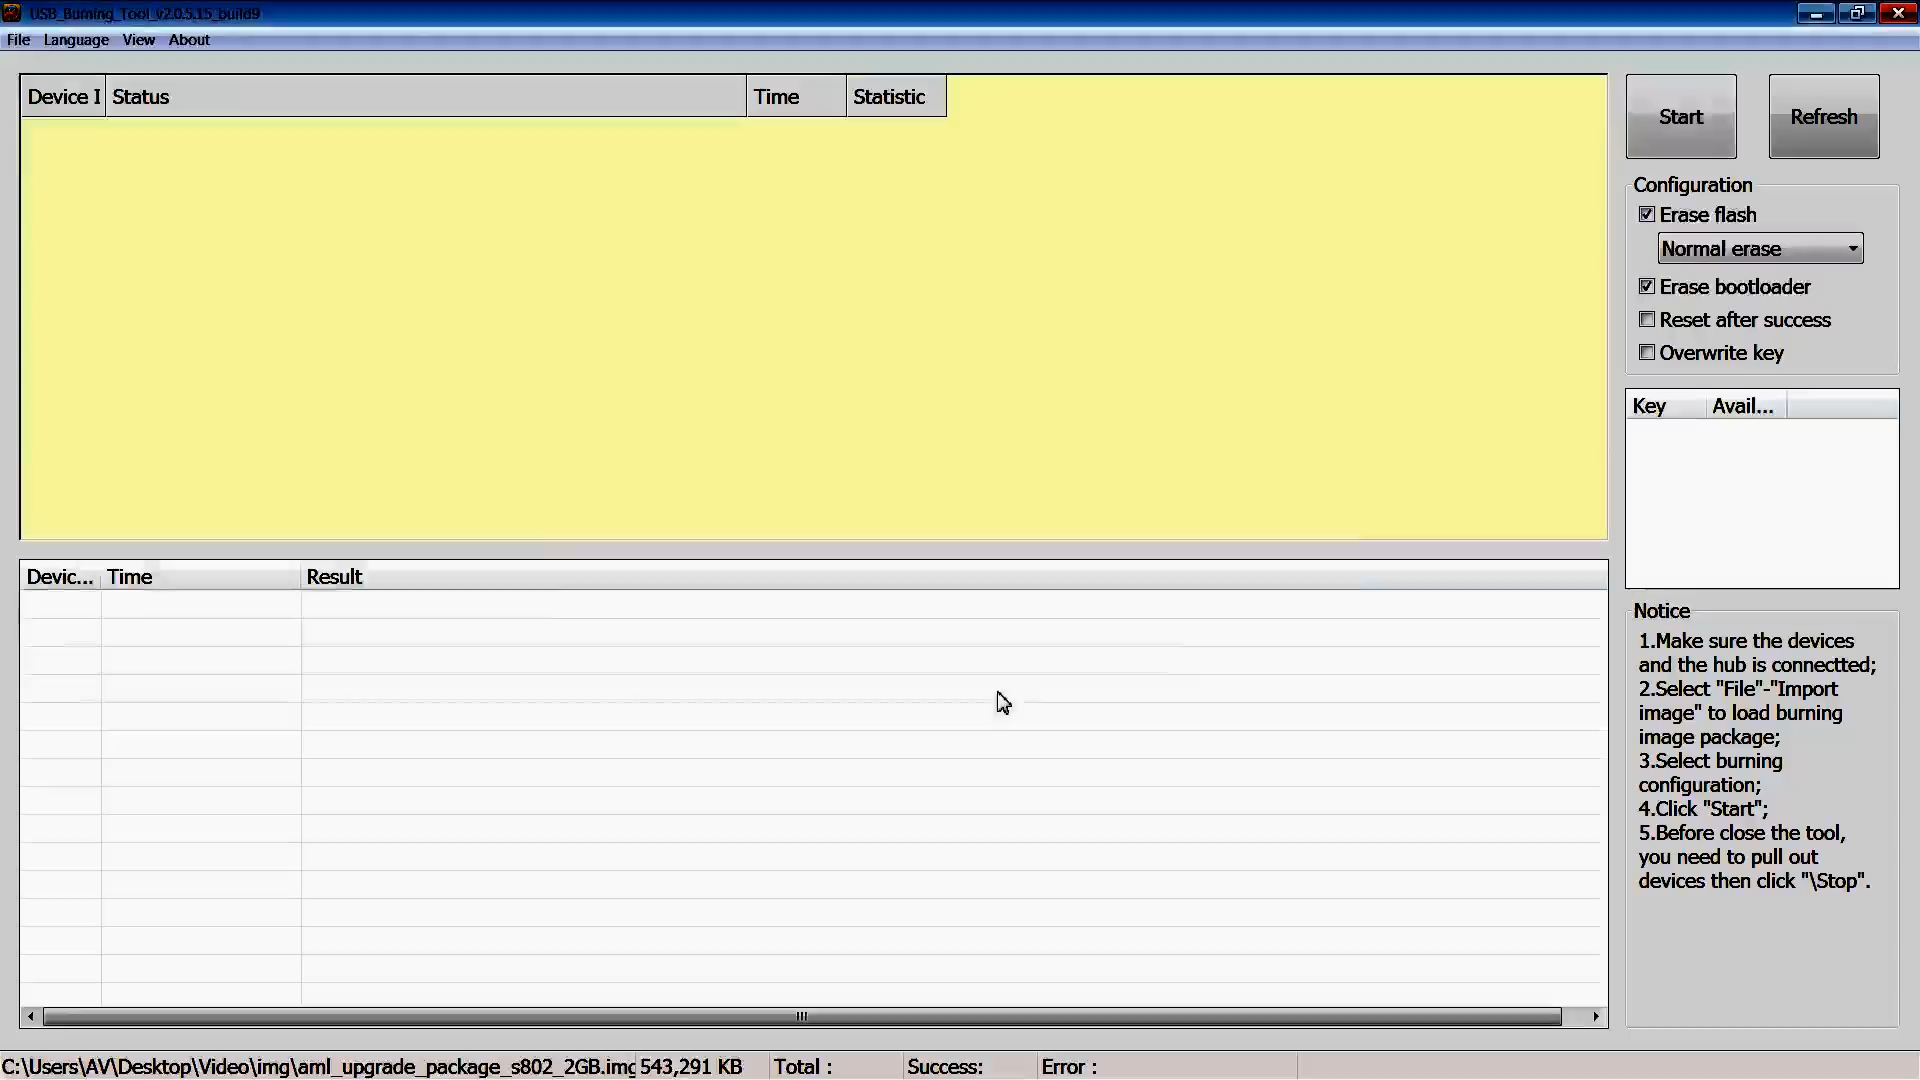 USB_Burning_Tool_v2.0.5.15_build9
File Language View About
Device I Status Time Statistic
Start Refresh
Configuration
Erase flash
Normal erase
Erase bootloader
Reset after success
Overwrite key
Key Avail...
Devic... Time Result
Notice
1.Make sure the devices
and the hub is connectted;
2.Select "File"-"Import
image" to load burning
image package;
3.Select burning
configuration;
4.Click "Start";
5.Before close the tool,
you need to pull out
devices then click "\Stop".
C:\Users\AV\Desktop\Video\img\aml_upgrade_package_s802_2GB.img 543,291 KB Total : Success: Error :